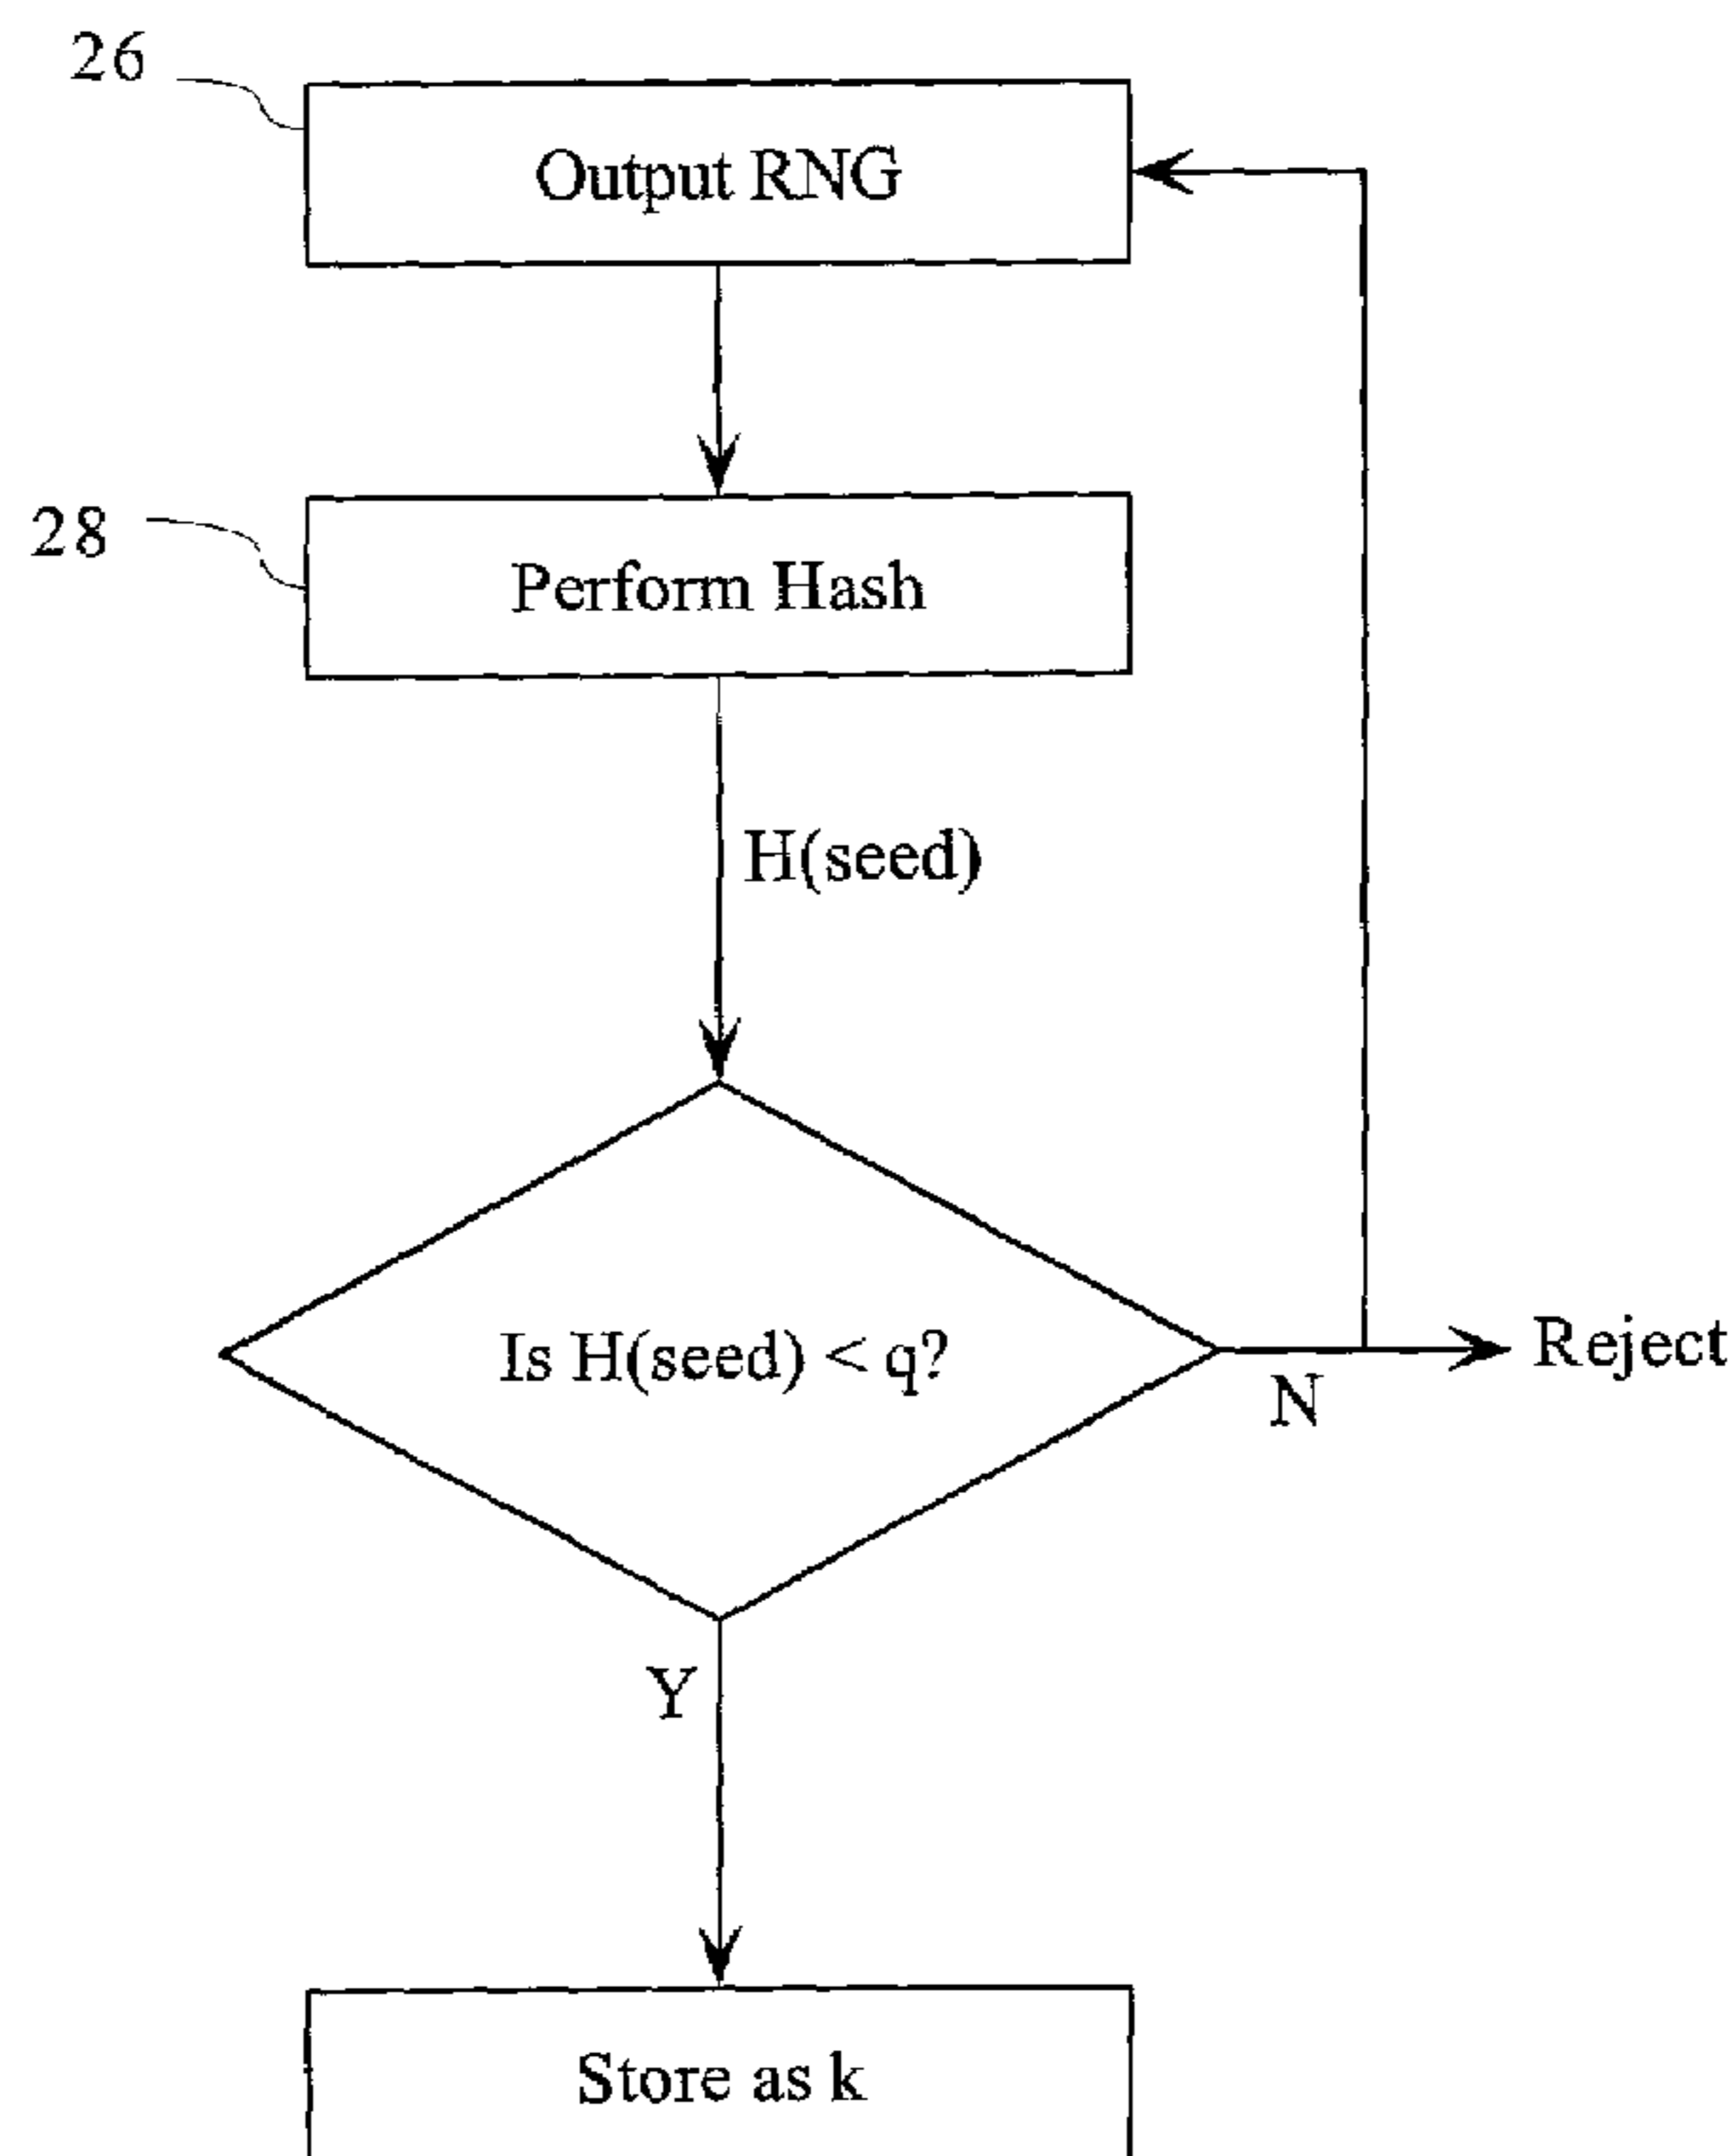 26
Output RNG
28
Perform Hash
H(seed)
Is H(seed) < q?
Reject
N
Y
Store as k